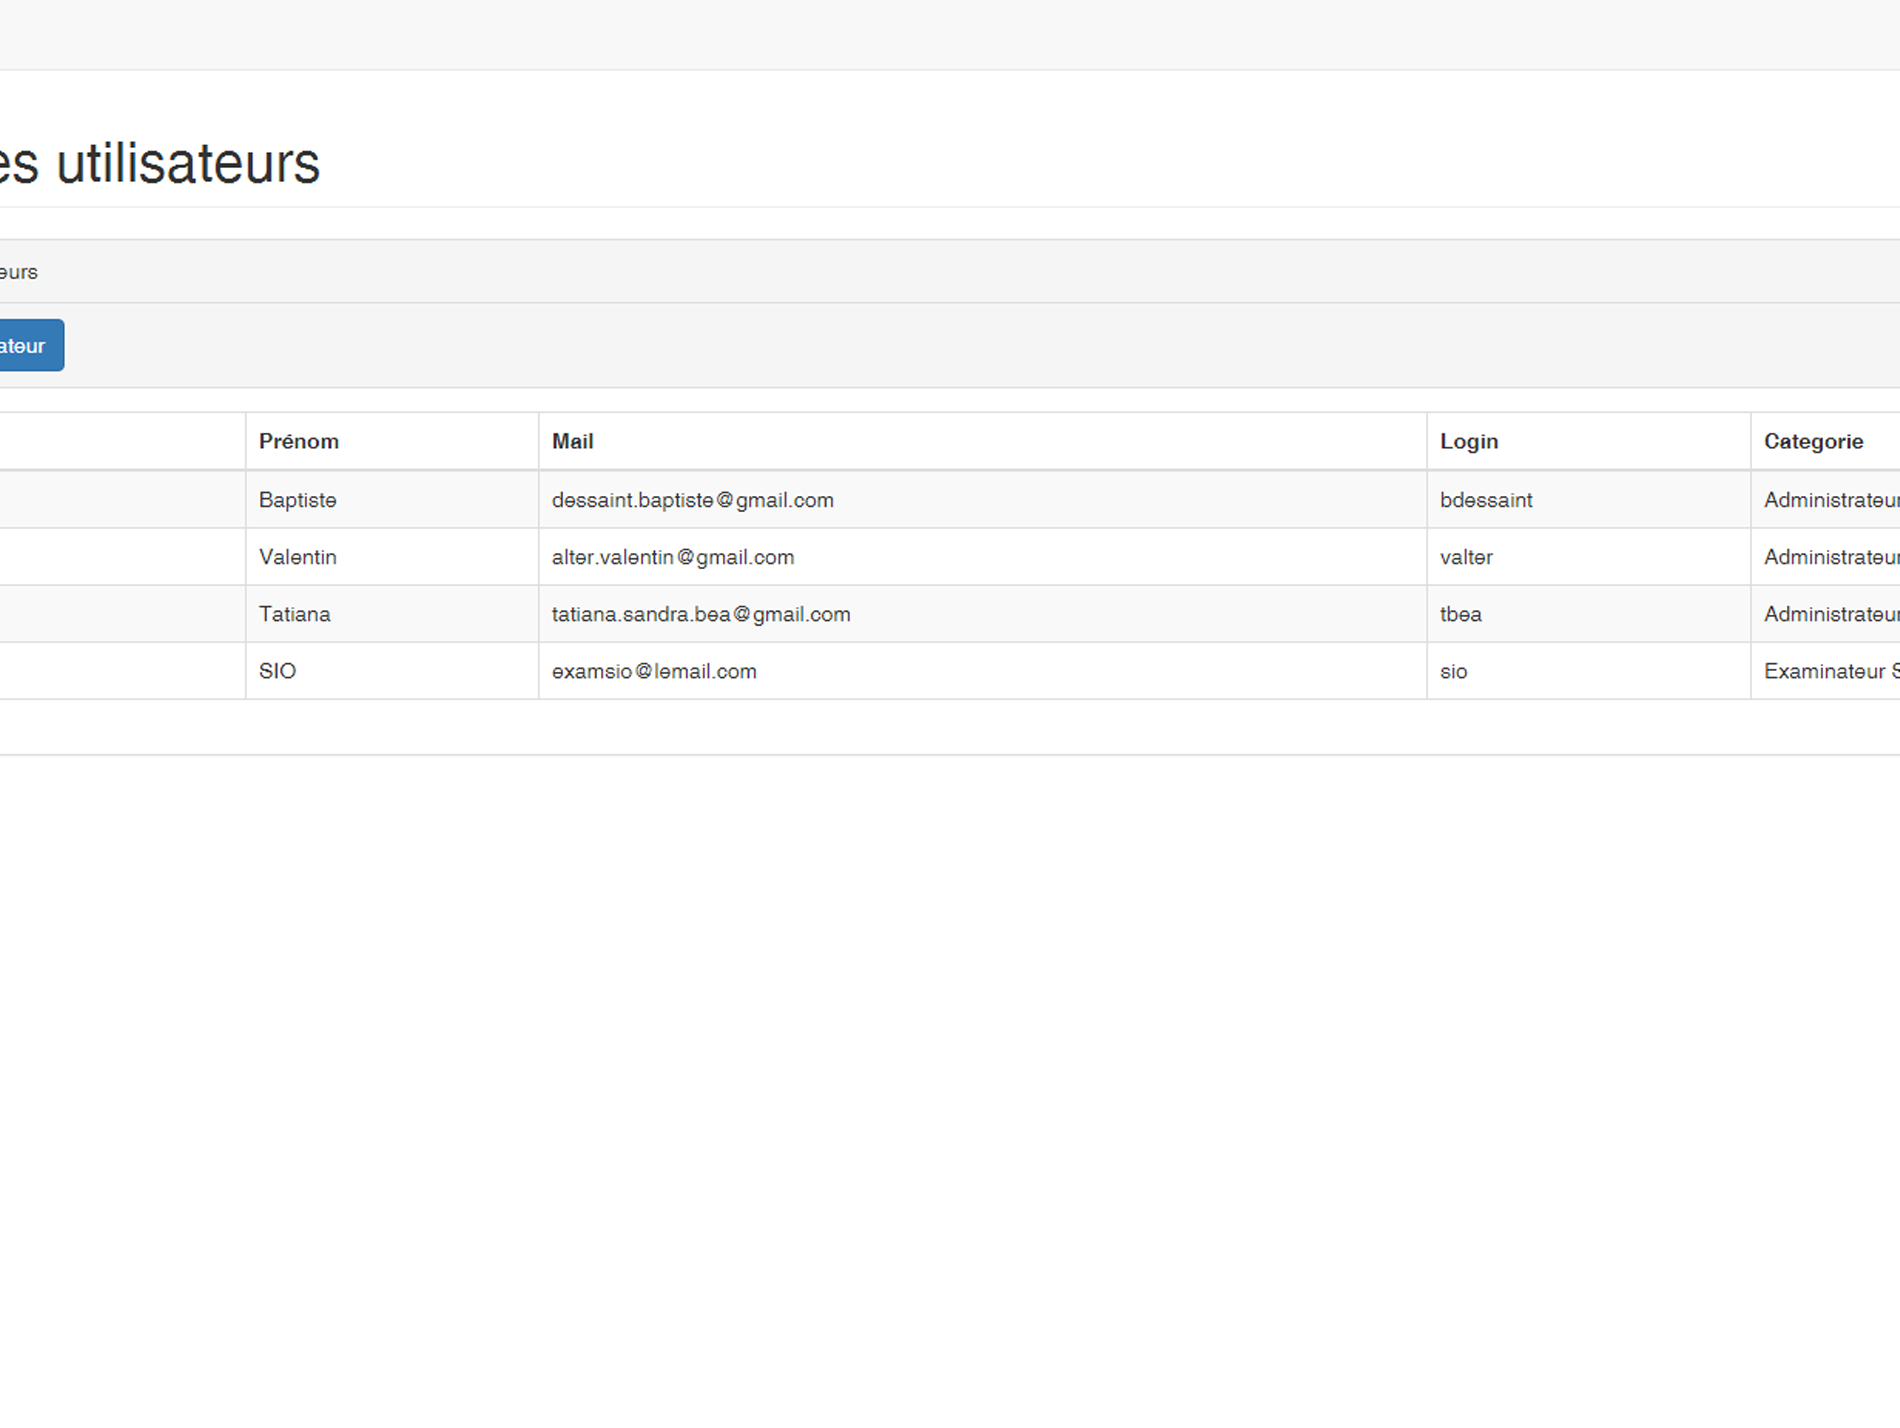 es utilisateurs
eurs
ateur
Prénom Mail Login Categorie
Baptiste dessaint.baptiste@gmail.com bdessaint Administrateur
Valentin alter.valentin@gmail.com valter Administrateur
Tatiana tatiana.sandra.bea@gmail.com tbea Administrateur
SIO examsio@lemail.com sio Examinateur S